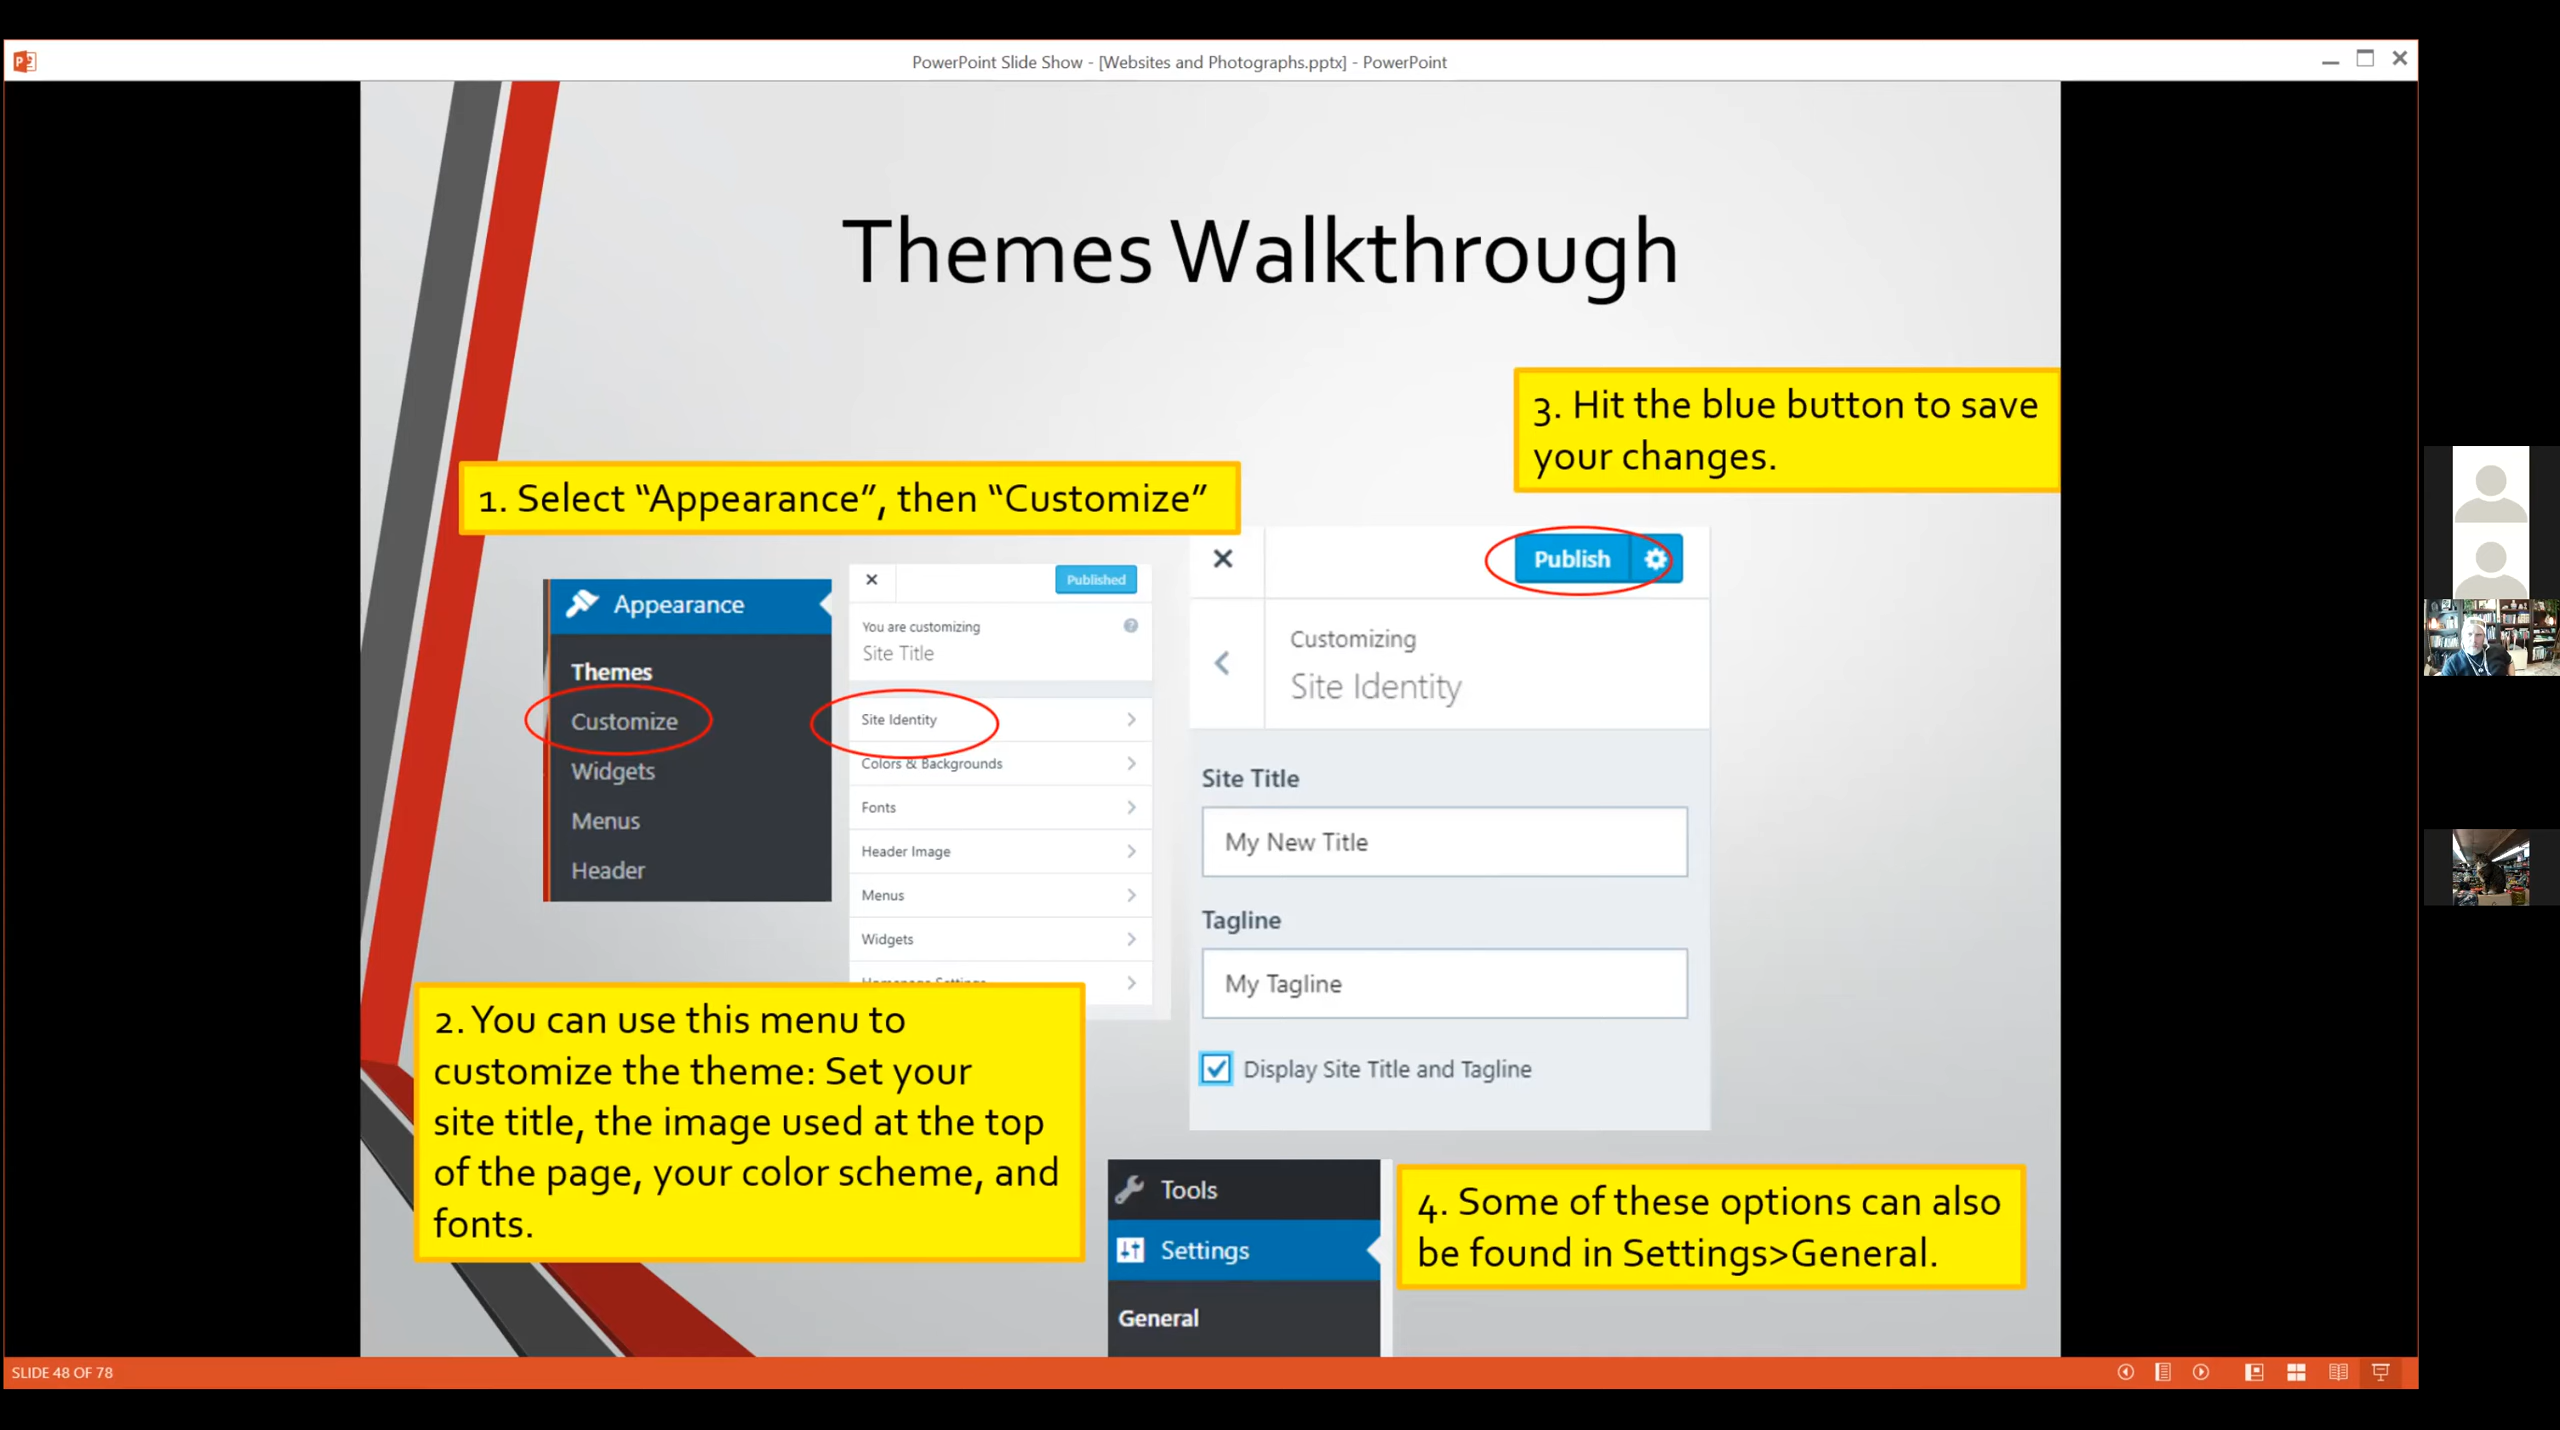 PowerPoint Slide Show - [Websites and Photographs.pptx] - PowerPoint
Themes Walkthrough
3. Hit the blue button to save
your changes.
1. Select “Appearance”, then “Customize”
Appearance
Themes
Customize
Widgets
Menus
Header
Published
You are customizing
Site Title
Site Identity
Colors & Backgrounds
Fonts
Header Image
Menus
Widgets
Homepage Settings
Publish
Customizing
Site Identity
Site Title
My New Title
Tagline
My Tagline
Display Site Title and Tagline
2. You can use this menu to
customize the theme: Set your
site title, the image used at the top
of the page, your color scheme, and
fonts.
Tools
Settings
General
4. Some of these options can also
be found in Settings>General.
SLIDE 48 OF 78